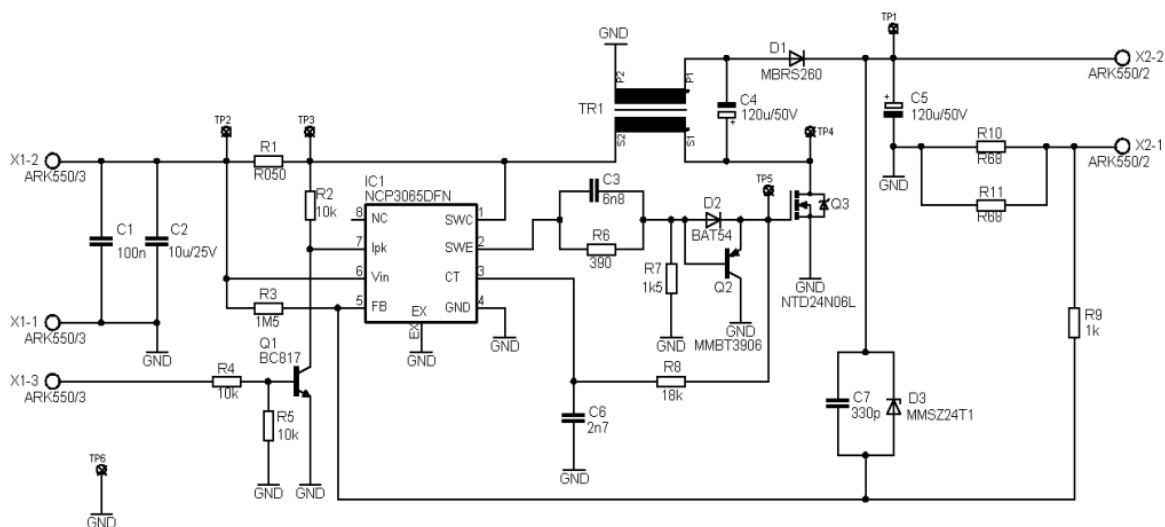 GND
TP1
D1
MBRS260
X2-2
ARK550/2
P2
P1
TR1
S2
S1
C4
120u/50V
C5
120u/50V
R10
R68
X2-1
ARK550/2
R11
R68
GND
TP2
TP3
TP4
X1-2
ARK550/3
R1
R050
R2
10k
IC1
NCP3065DFN
8
NC
SWC
1
7
Ipk
SWE
2
6
Vin
CT
3
5
FB
GND
4
EX
EX
GND
GND
C3
6n8
R6
390
TP5
D2
BAT54
Q3
GND
NTD24N06L
R7
1k5
Q2
GND
GND
MMBT3906
C1
100n
C2
10u/25V
R3
1M5
X1-1
ARK550/3
GND
R9
1k
Q1
BC817
X1-3
ARK550/3
R4
10k
R5
10k
R8
18k
C6
2n7
GND
C7
330p
D3
MMSZ24T1
TP6
GND
GND
GND